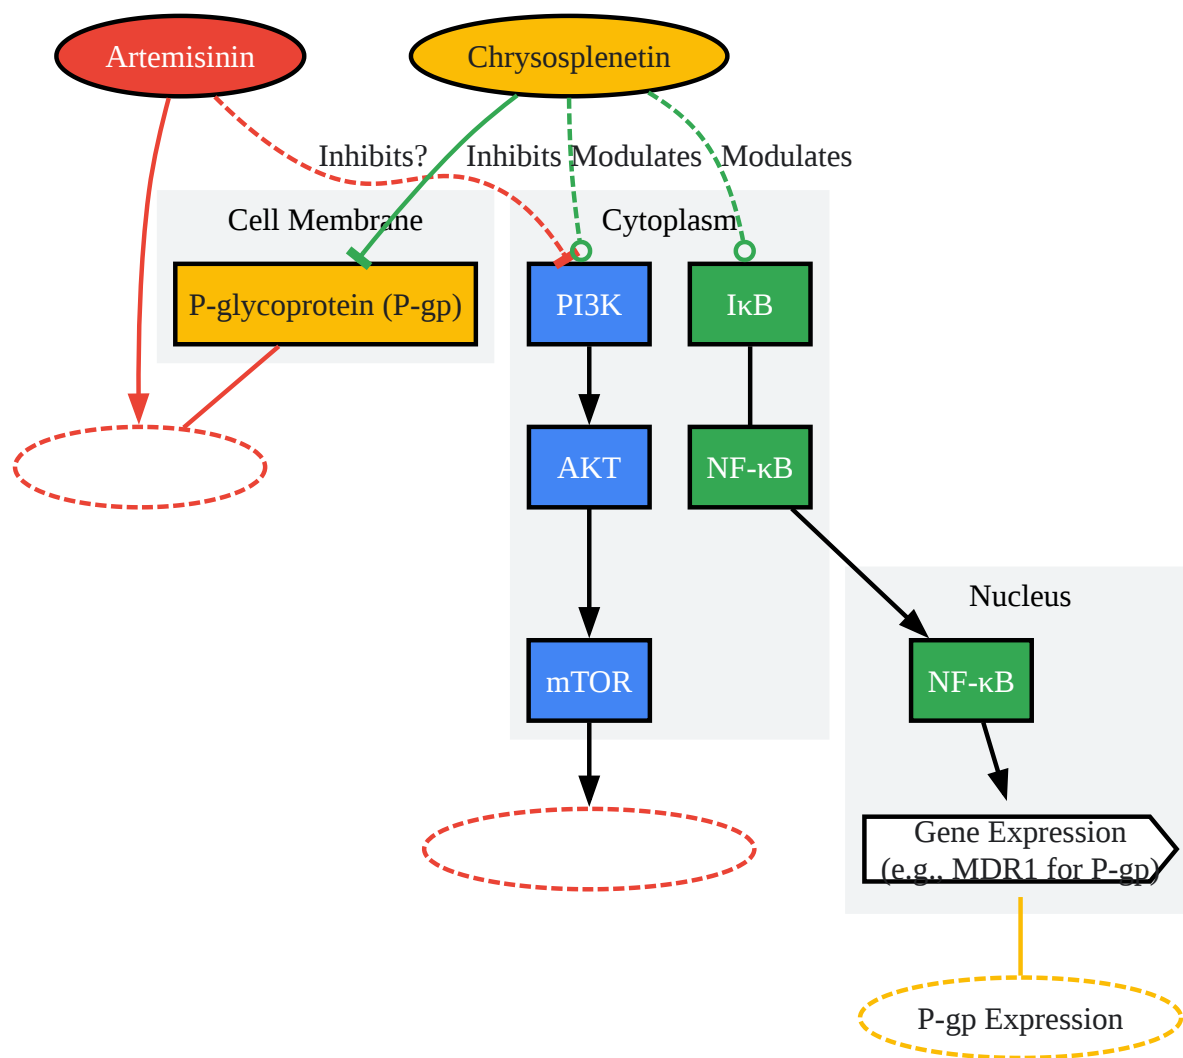 Artemisinin
Chrysosplenetin
Inhibits?
Inhibits
Modulates
Modulates
Cell Membrane
Cytoplasm
P-glycoprotein (P-gp)
PI3K
IκB
AKT
NF-κB
Nucleus
mTOR
NF-κB
Gene Expression
(e.g., MDR1 for P-gp)
P-gp Expression